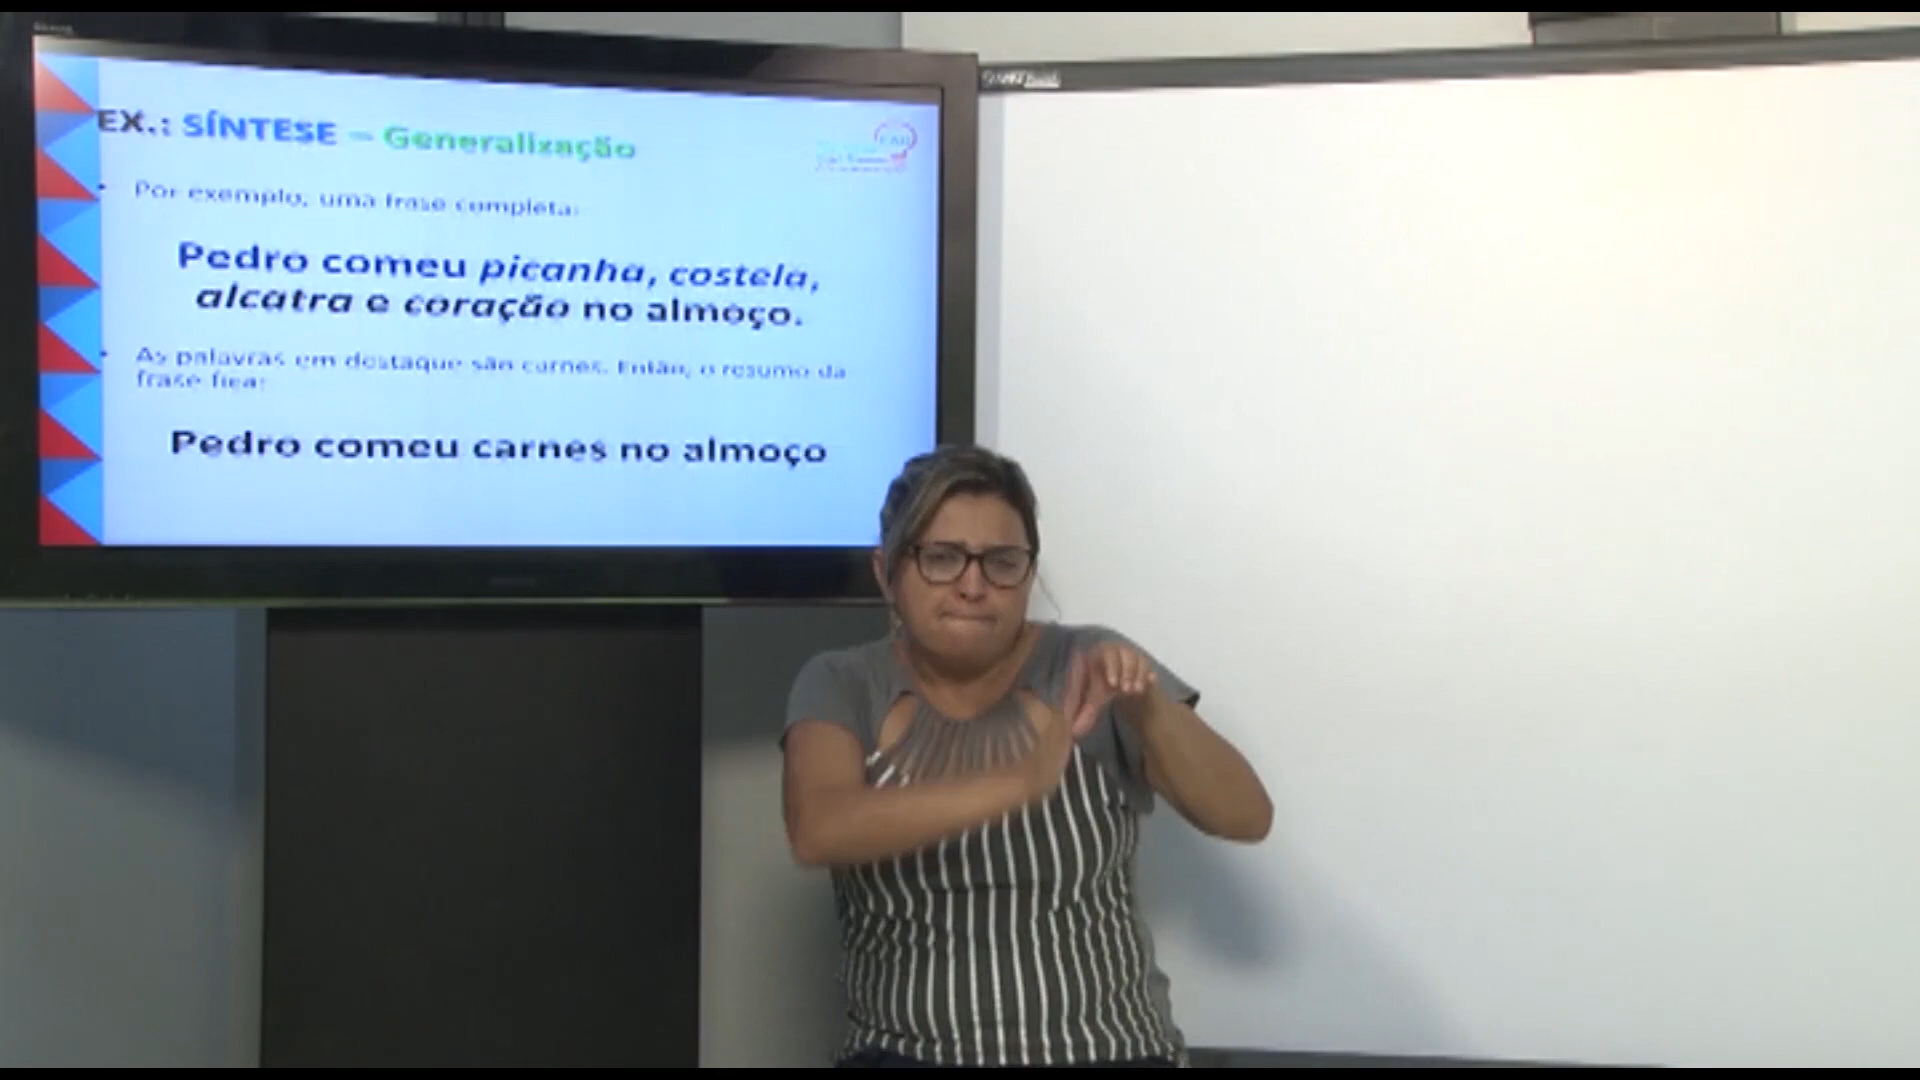 EX.: SÍNTESE – Generalização
• Por exemplo, uma frase completa:
Pedro comeu picanha, costela,
alcatra e coração no almoço.
• As palavras em destaque são carnes. Então, o resumo da
frase fica:
Pedro comeu carnes no almoço